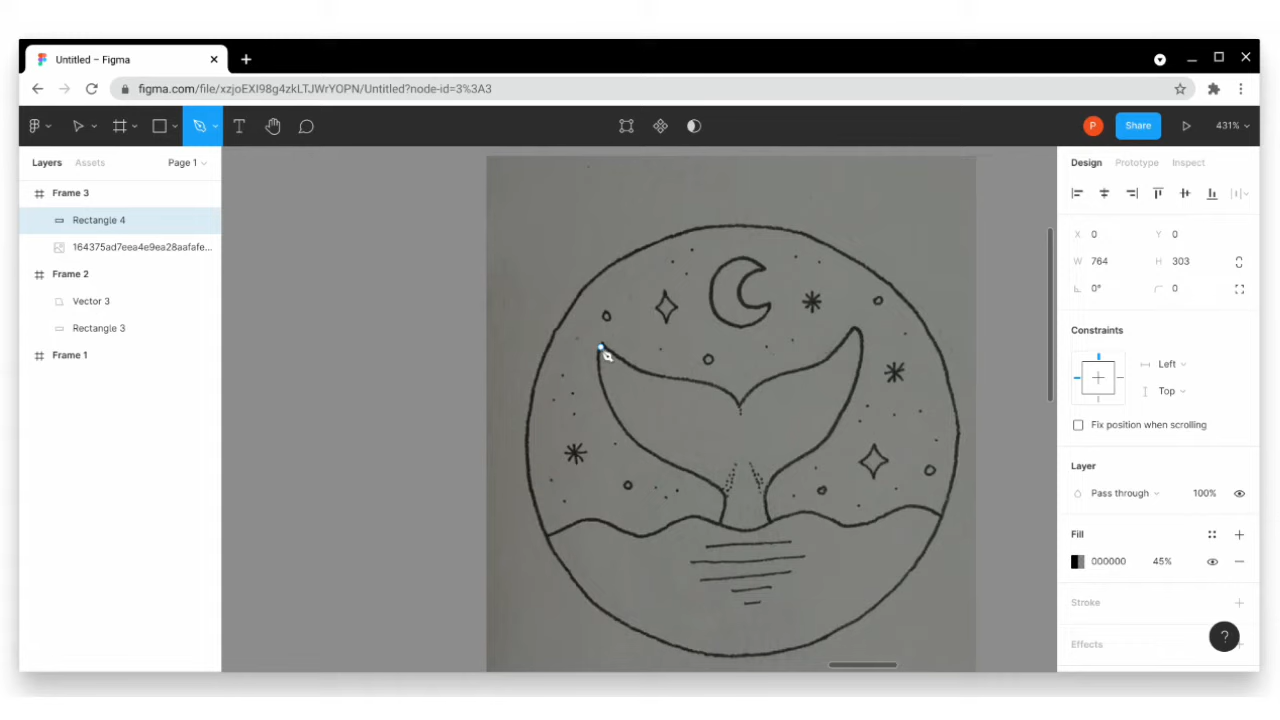 Untitled – Figma
figma.com/file/xzjoEXI98g4zkLTJWrYOPN/Untitled?node-id=3%3A3
P
Share
431%
Layers
Assets
Page 1
Design
Prototype
Inspect
Frame 3
Rectangle 4
164375ad7eea4e9ea28aafafe...
Frame 2
Vector 3
Rectangle 3
Frame 1
X 0
Y 0
W 764
H 303
0°
0
Constraints
Left
Top
Fix position when scrolling
Layer
Pass through
100%
Fill
000000
45%
Stroke
Effects
?